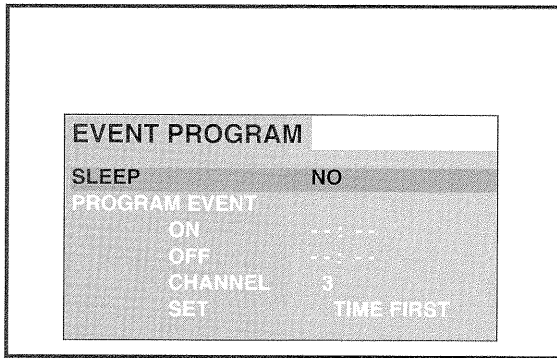 EVENT PROGRAM
SLEEP NO
PROGRAM EVENT
ON --:--
OFF --:--
CHANNEL 3
SET TIME FIRST